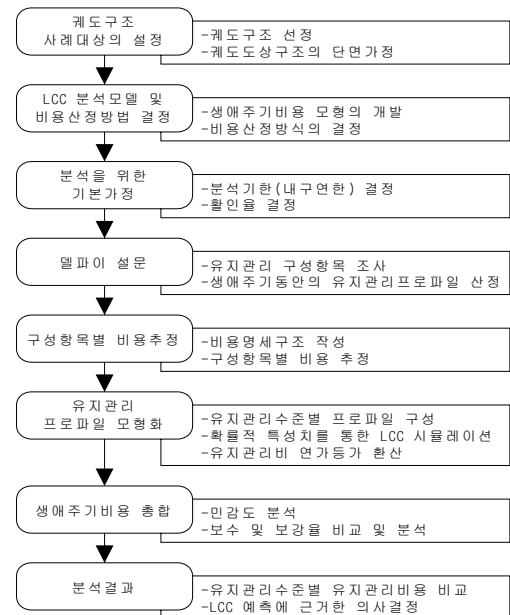 궤도구조
사례대상의 설정
-궤도구조 선정
-궤도도상구조의 단면가정
LCC 분석모델 및
비용산정방법 결정
-생애주기비용 모형의 개발
-비용산정방식의 결정
분석을 위한
기본가정
-분석기한(내구연한) 결정
-활인율 결정
델파이 설문
-유지관리 구성항목 조사
-생애주기동안의 유지관리프로파일 산정
구성항목별 비용추정
-비용명세구조 작성
-구성항목별 비용 추정
유지관리
프로파일 모형화
-유지관리수준별 프로파일 구성
-확률적 특성치를 통한 LCC 시뮬레이션
-유지관리비 연가등가 환산
생애주기비용 총합
-민감도 분석
-보수 및 보강율 비교 및 분석
분석결과
-유지관리수준별 유지관리비용 비교
-LCC 예측에 근거한 의사결정